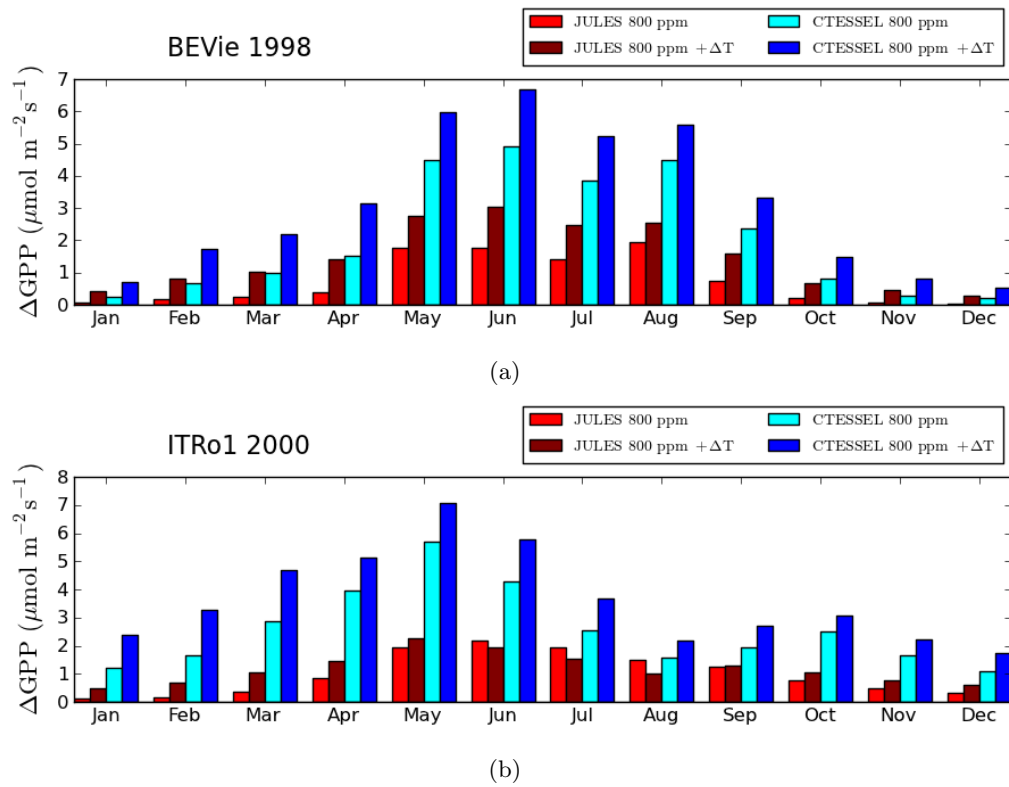 BEVie 1998
JULES 800 ppm
JULES 800 ppm +ΔT
CTESSEL 800 ppm
CTESSEL 800 ppm +ΔT
ΔGPP (μmol m⁻²s⁻¹)
7
6
5
4
3
2
1
0
Jan Feb Mar Apr May Jun Jul Aug Sep Oct Nov Dec
(a)
ITRo1 2000
JULES 800 ppm
JULES 800 ppm +ΔT
CTESSEL 800 ppm
CTESSEL 800 ppm +ΔT
ΔGPP (μmol m⁻²s⁻¹)
8
7
6
5
4
3
2
1
0
Jan Feb Mar Apr May Jun Jul Aug Sep Oct Nov Dec
(b)